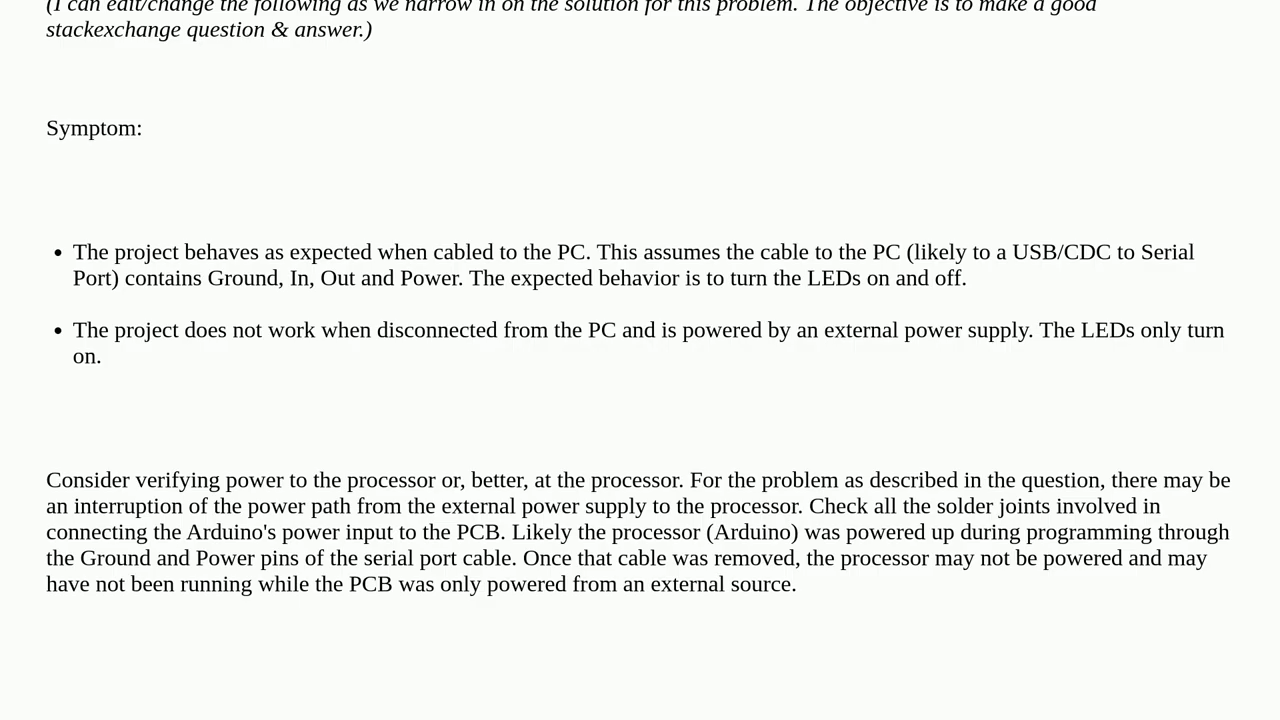 (I can edit/change the following as we narrow in on the solution for this problem. The objective is to make a good
stackexchange question & answer.)
Symptom:
• The project behaves as expected when cabled to the PC. This assumes the cable to the PC (likely to a USB/CDC to Serial
Port) contains Ground, In, Out and Power. The expected behavior is to turn the LEDs on and off.
• The project does not work when disconnected from the PC and is powered by an external power supply. The LEDs only turn
on.
Consider verifying power to the processor or, better, at the processor. For the problem as described in the question, there may be
an interruption of the power path from the external power supply to the processor. Check all the solder joints involved in
connecting the Arduino's power input to the PCB. Likely the processor (Arduino) was powered up during programming through
the Ground and Power pins of the serial port cable. Once that cable was removed, the processor may not be powered and may
have not been running while the PCB was only powered from an external source.